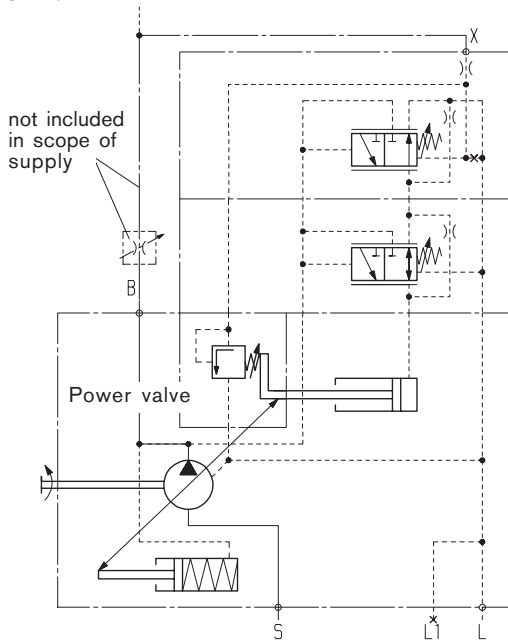 X
not included
in scope of
supply
B
Power valve
S
L1
L